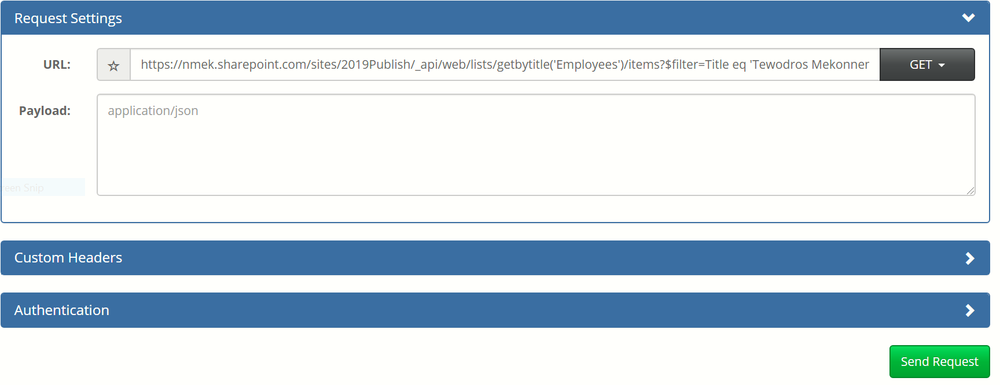 Request Settings
URL: https://nmek.sharepoint.com/sites/2019Publish/_api/web/lists/getbytitle('Employees')/items?$filter=Title eq 'Tewodros Mekonner GET
Payload: application/json
reen Snip
Custom Headers
Authentication
Send Request